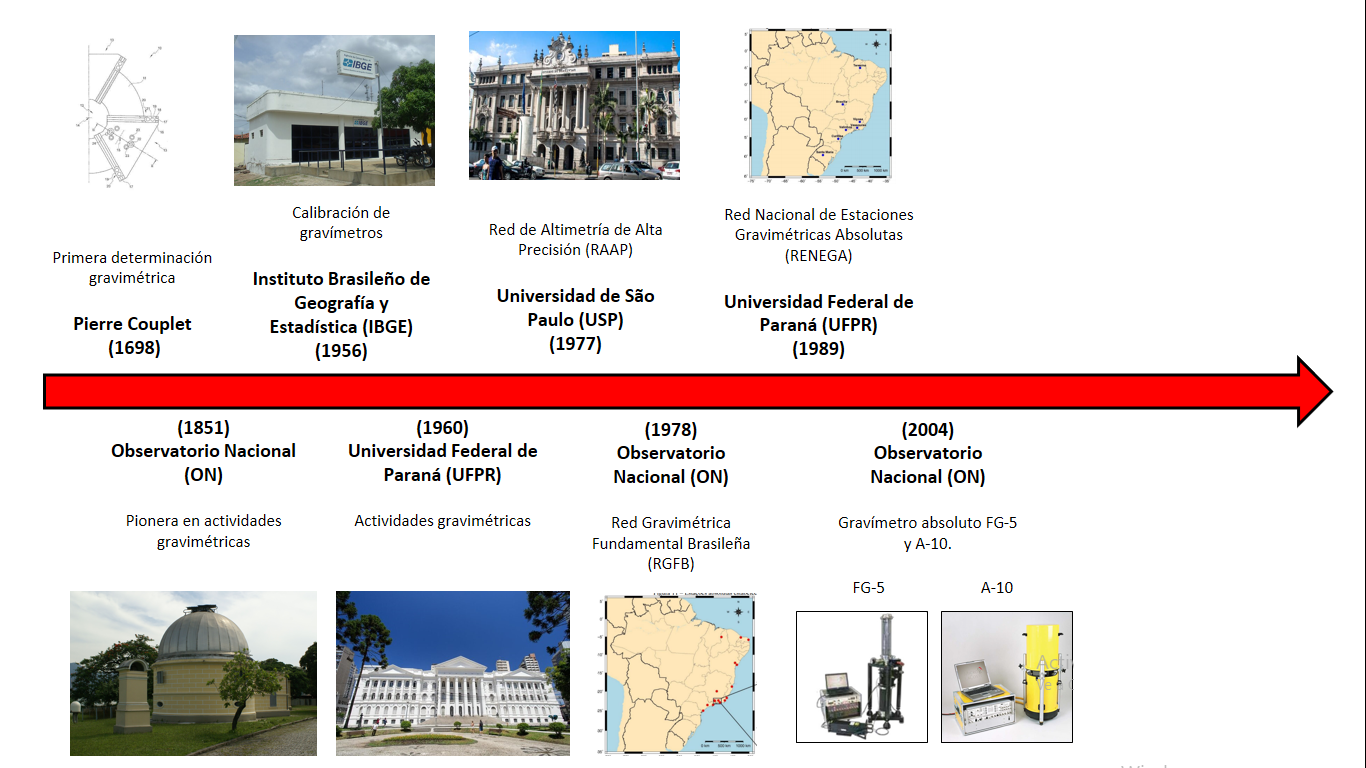 IBGE
Primera determinación
gravimétrica
Pierre Couplet
(1698)
Calibración de
gravímetros
Instituto Brasileño de
Geografía y
Estadística (IBGE)
(1956)
Red de Altimetría de Alta
Precisión (RAAP)
Universidad de São
Paulo (USP)
(1977)
Red Nacional de Estaciones
Gravimétricas Absolutas
(RENEGA)
Universidad Federal de
Paraná (UFPR)
(1989)
(1851)
Observatorio Nacional
(ON)
Pionera en actividades
gravimétricas
(1960)
Universidad Federal de
Paraná (UFPR)
Actividades gravimétricas
(1978)
Observatorio
Nacional (ON)
Red Gravimétrica
Fundamental Brasileña
(RGFB)
(2004)
Observatorio
Nacional (ON)
Gravímetro absoluto FG-5
y A-10.
FG-5
A-10